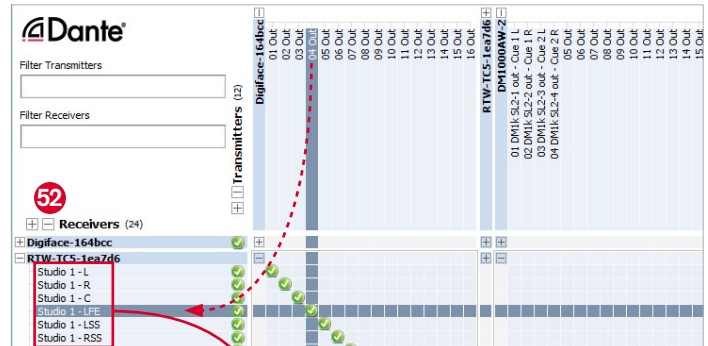 Dante®
Filter Transmitters
Filter Receivers
Transmitters (12)
Digiface-164bcc
01 Out
02 Out
03 Out
04 Out
05 Out
06 Out
07 Out
08 Out
09 Out
10 Out
11 Out
12 Out
13 Out
14 Out
15 Out
16 Out
RTW-TC5-1ea7d6
DM1000AW-2
01 DM1k SL2-1 out - Cue 1 L
02 DM1k SL2-2 out - Cue 1 R
03 DM1k SL2-3 out - Cue 2 L
04 DM1k SL2-4 out - Cue 2 R
05 Out
06 Out
07 Out
08 Out
09 Out
10 Out
11 Out
12 Out
13 Out
14 Out
15 Out
52
Receivers (24)
Digiface-164bcc
RTW-TC5-1ea7d6
Studio 1 - L
Studio 1 - R
Studio 1 - C
Studio 1 - LFE
Studio 1 - LSS
Studio 1 - RSS